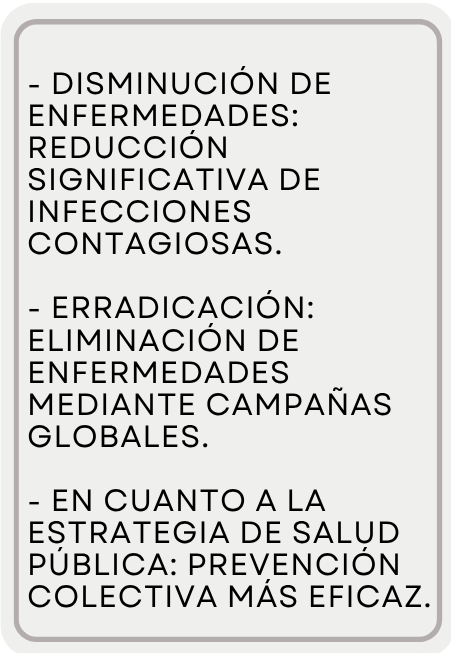 - DISMINUCIÓN DE
ENFERMEDADES:
REDUCCIÓN
SIGNIFICATIVA DE
INFECCIONES
CONTAGIOSAS.
- ERRADICACIÓN:
ELIMINACIÓN DE
ENFERMEDADES
MEDIANTE CAMPAÑAS
GLOBALES.
- EN CUANTO A LA
ESTRATEGIA DE SALUD
PÚBLICA: PREVENCIÓN
COLECTIVA MÁS EFICAZ.